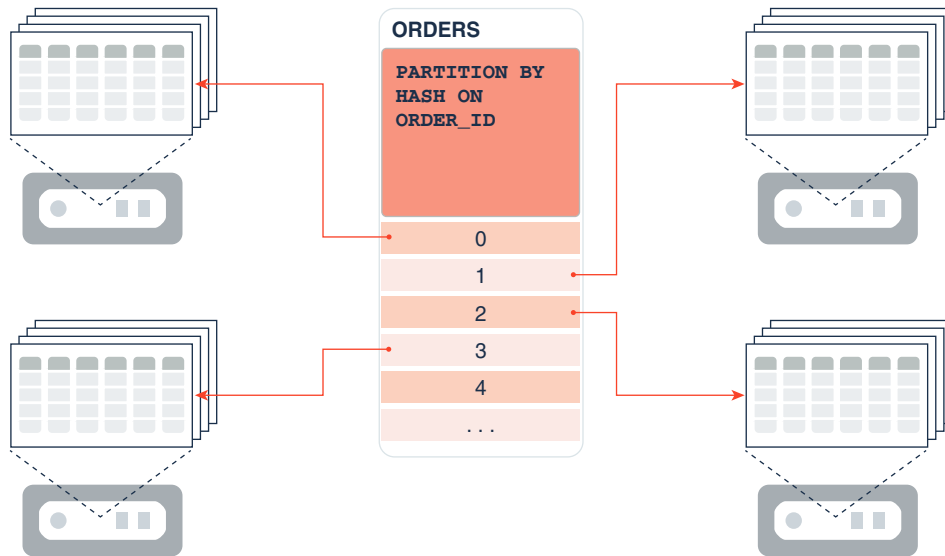 ORDERS
PARTITION BY
HASH ON
ORDER_ID
0
1
2
3
4
...